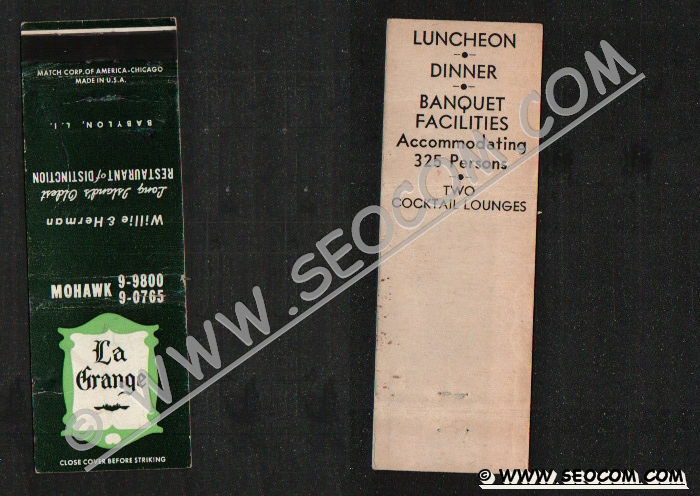 MATCH CORP. OF AMERICA-CHICAGO
MADE IN U.S.A.
BABYLON, L. I.
Long Island's Oldest
RESTAURANT of DISTINCTION
Willie & Herman
MOHAWK 9-9800
9-0765
La
Grange
CLOSE COVER BEFORE STRIKING
LUNCHEON
DINNER
BANQUET
FACILITIES
Accommodating
325 Persons
TWO
COCKTAIL LOUNGES
© WWW.SEOCOM.COM
© WWW.SEOCOM.COM